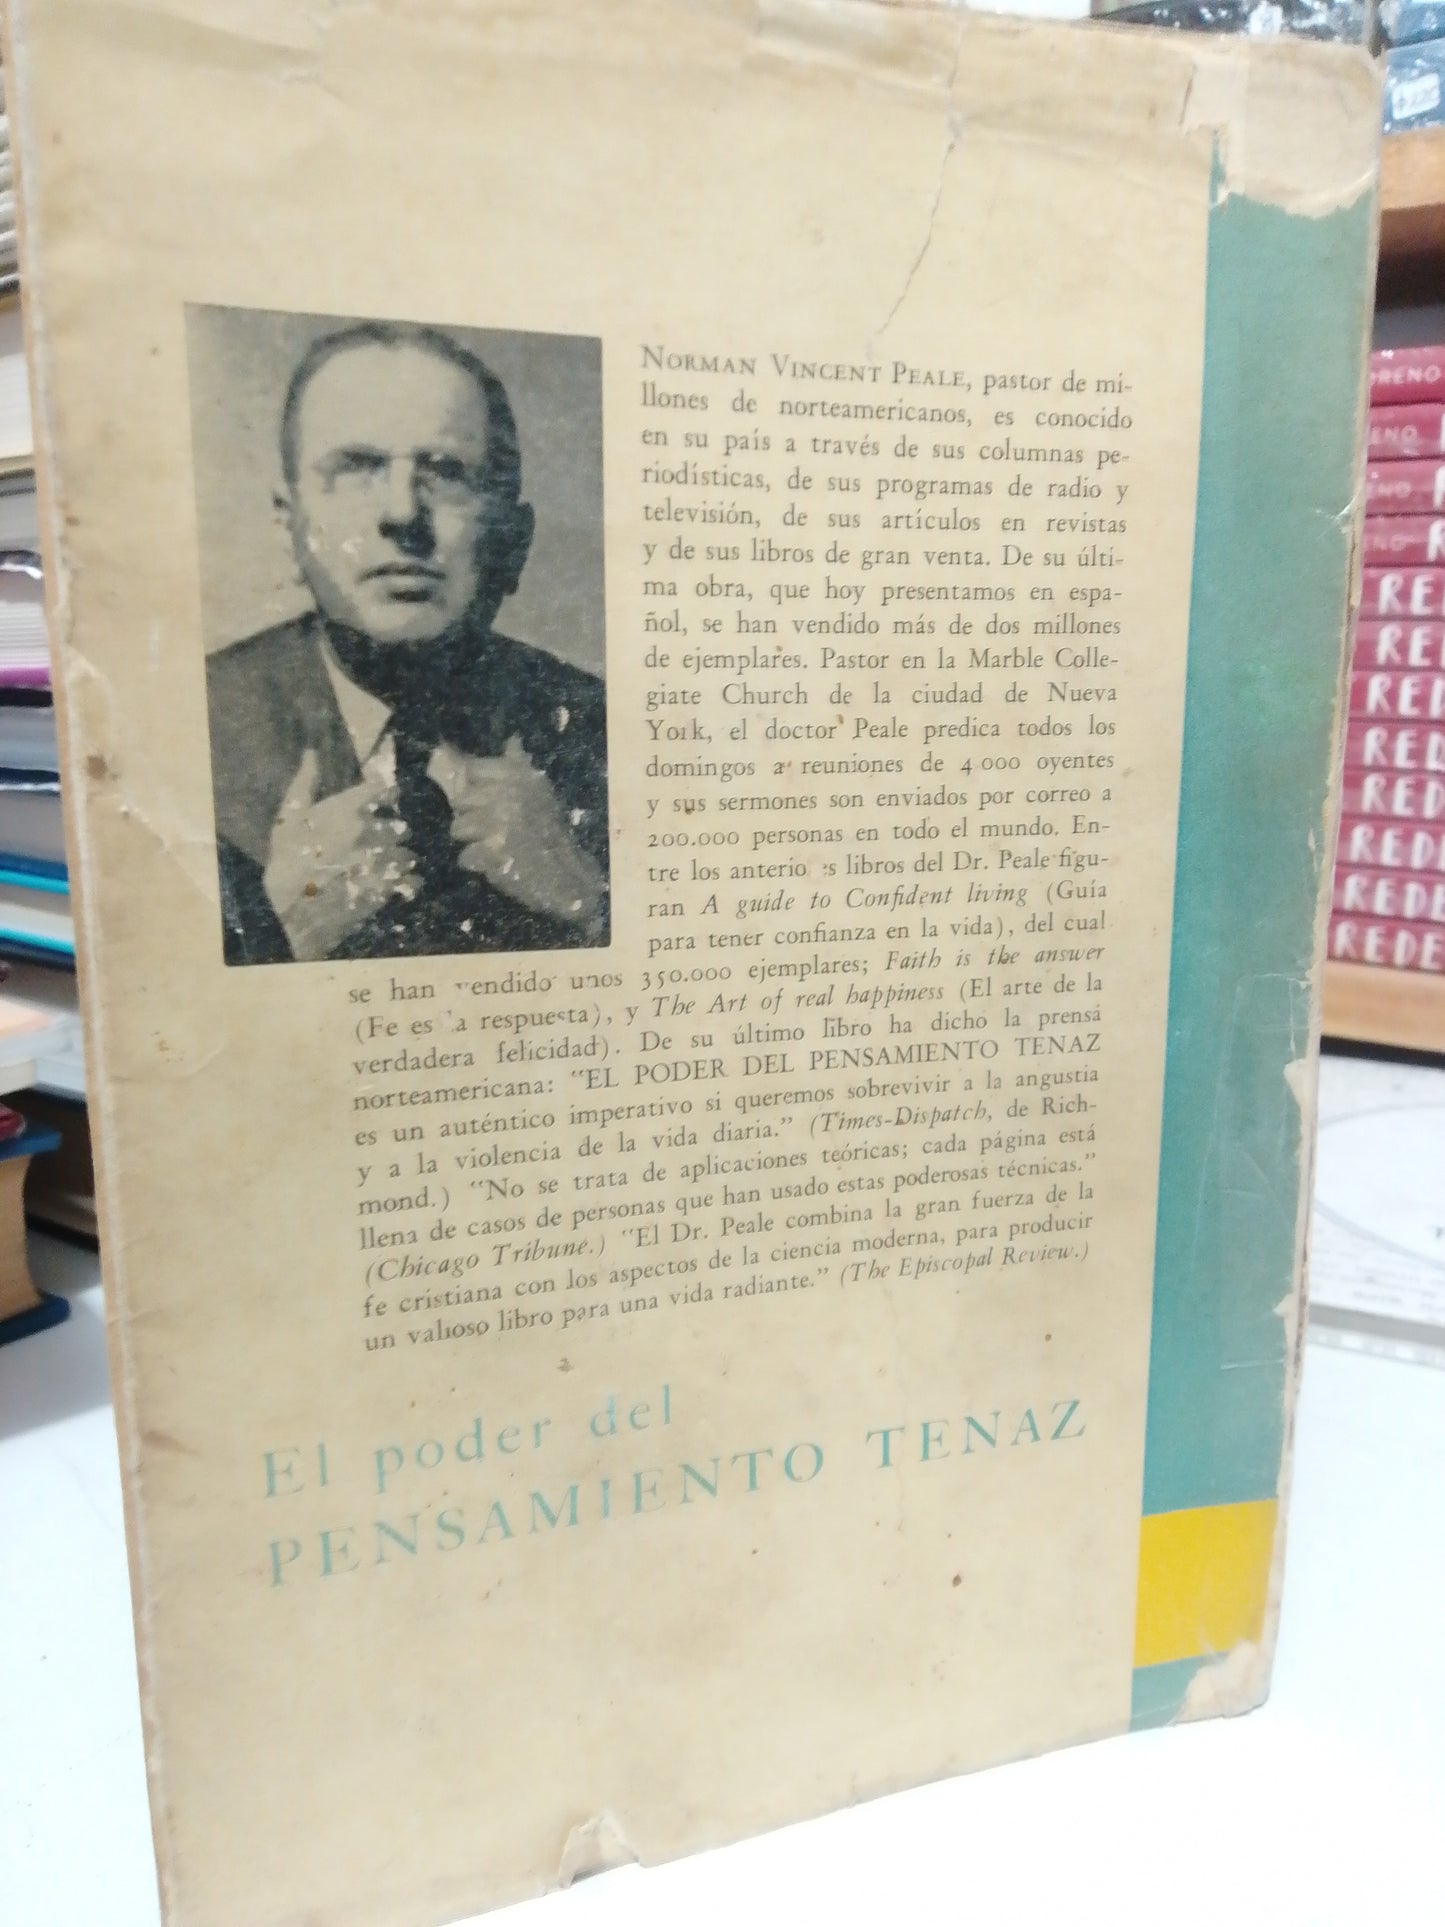 NORMAN VINCENT PEALE, pastor de mi-
llones de norteamericanos, es conocido
en su país a través de sus columnas pe-
riodísticas, de sus programas de radio y
televisión, de sus artículos en revistas
y de sus libros de gran venta. De su últi-
ma obra, que hoy presentamos en espa-
ñol, se han vendido más de dos millones
de ejemplares. Pastor en la Marble Colle-
giate Church de la ciudad de Nueva
York, el doctor Peale predica todos los
domingos a reuniones de 4 000 oyentes
y sus sermones son enviados por correo a
200.000 personas en todo el mundo. En-
tre los anterio es libros del Dr. Peale figu-
ran A guide to Confident living (Guía
para tener confianza en la vida), del cual
se han vendido unos 350.000 ejemplares; Faith is the answer
(Fe es la respuesta), y The Art of real happiness (El arte de la
verdadera felicidad). De su último libro ha dicho la prensa
norteamericana: "EL PODER DEL PENSAMIENTO TENAZ
es un auténtico imperativo si queremos sobrevivir a la angustia
y a la violencia de la vida diaria." (Times-Dispatch, de Rich-
mond.) "No se trata de aplicaciones teóricas; cada página está
llena de casos de personas que han usado estas poderosas técnicas."
(Chicago Tribune.) "El Dr. Peale combina la gran fuerza de la
fe cristiana con los aspectos de la ciencia moderna, para producir
un valioso libro para una vida radiante." (The Episcopal Review.)
El poder del
PENSAMIENTO TENAZ
RENO